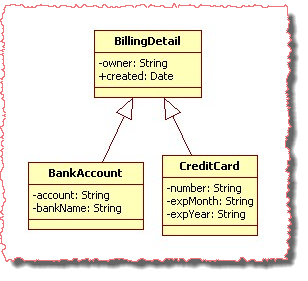 BillingDetail
-owner: String
+created: Date
BankAccount
-account: String
-bankName: String
CreditCard
-number: String
-expMonth: String
-expYear: String